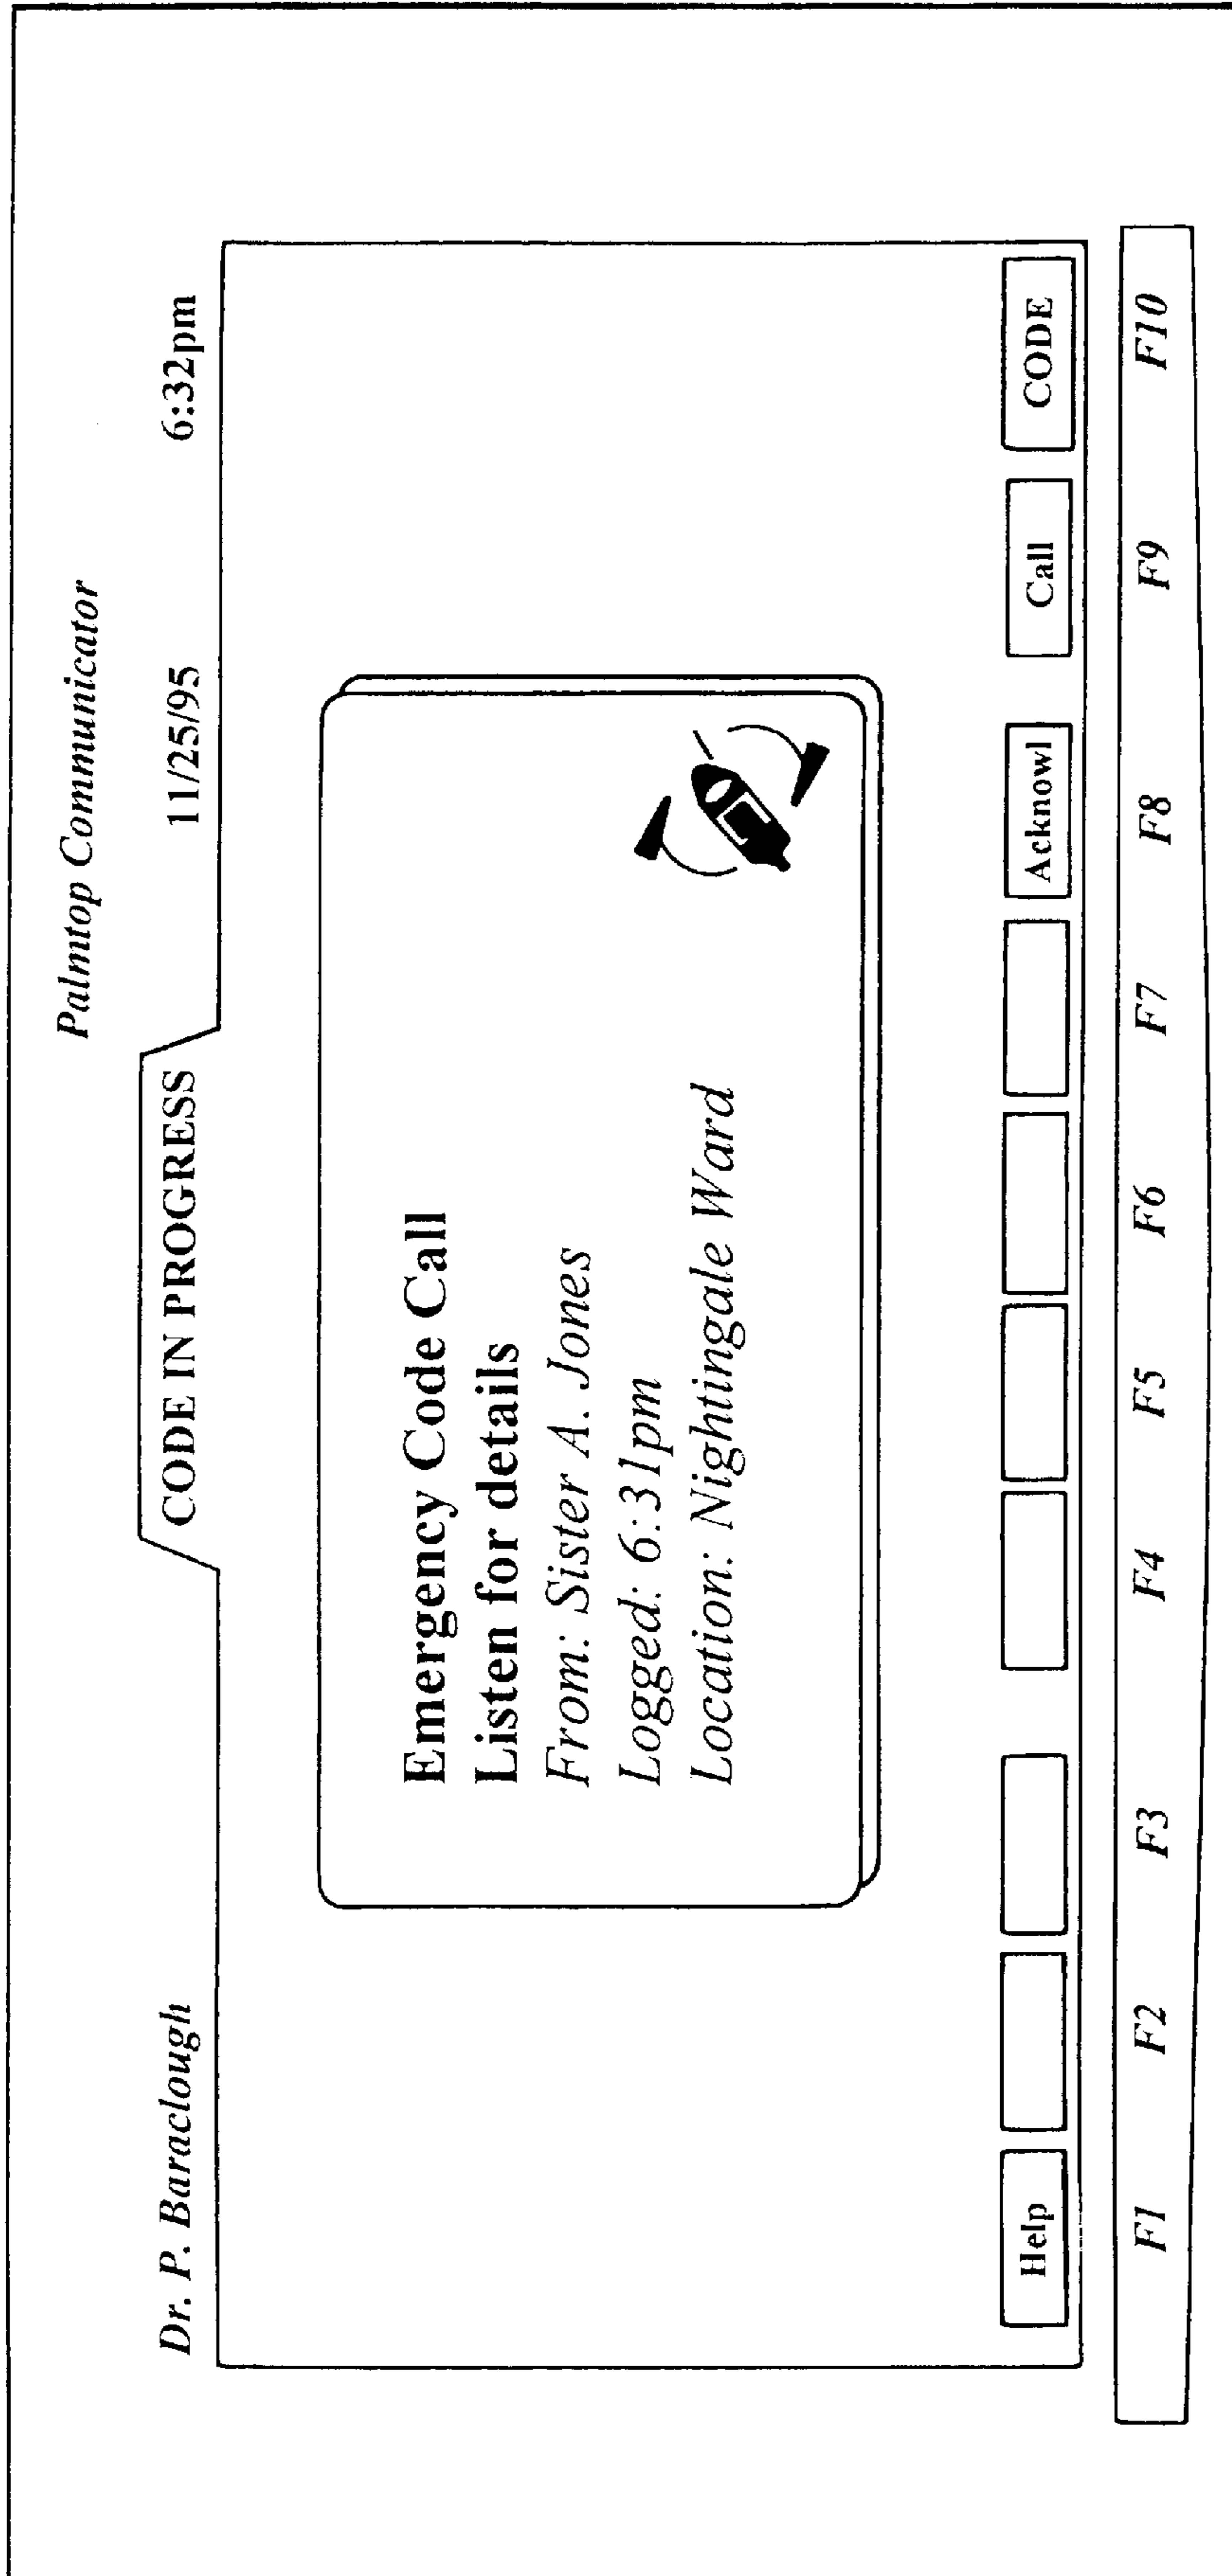 Palmtop Communicator
Dr. P. Baraclough CODE IN PROGRESS 11/25/95 6:32pm
Emergency Code Call
Listen for details
From: Sister A. Jones
Logged: 6:31pm
Location: Nightingale Ward
Help Acknowl Call CODE
F1 F2 F3 F4 F5 F6 F7 F8 F9 F10